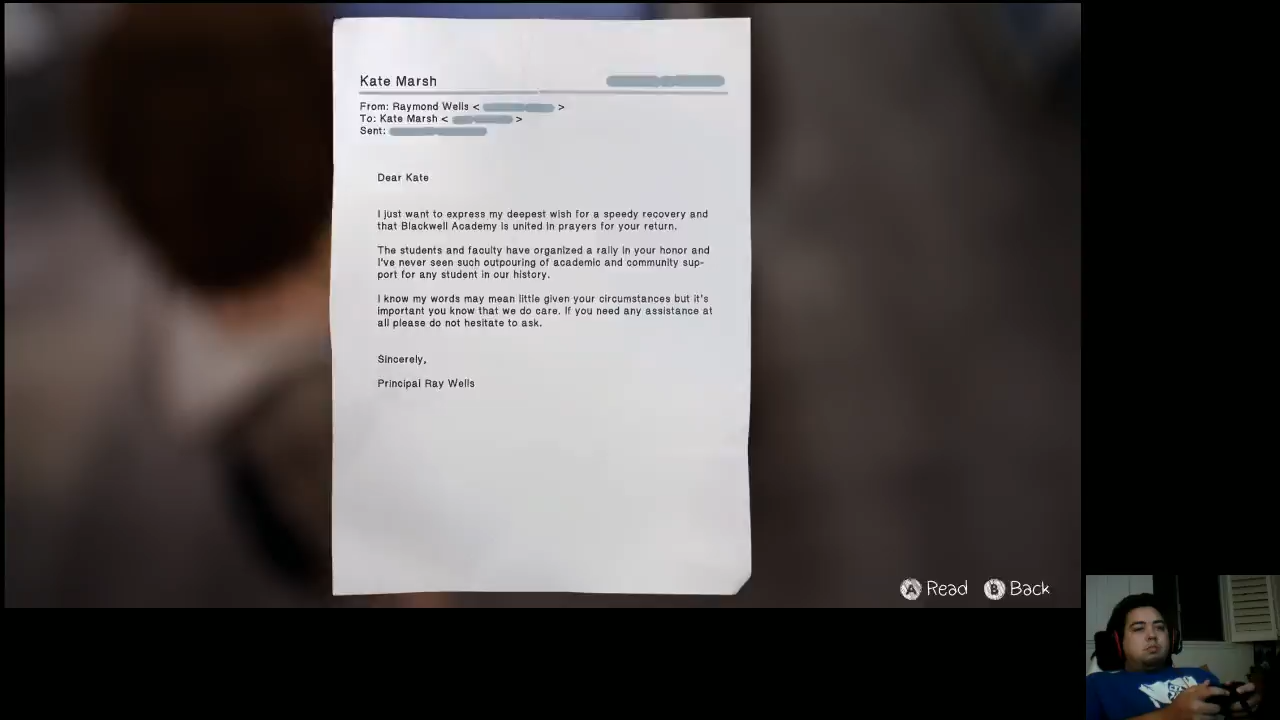 Kate Marsh
From: Raymond Wells < >
To: Kate Marsh < >
Sent:
Dear Kate
I just want to express my deepest wish for a speedy recovery and
that Blackwell Academy is united in prayers for your return.
The students and faculty have organized a rally in your honor and
I've never seen such outpouring of academic and community sup-
port for any student in our history.
I know my words may mean little given your circumstances but it's
important you know that we do care. If you need any assistance at
all please do not hesitate to ask.
Sincerely,
Principal Ray Wells
A Read B Back